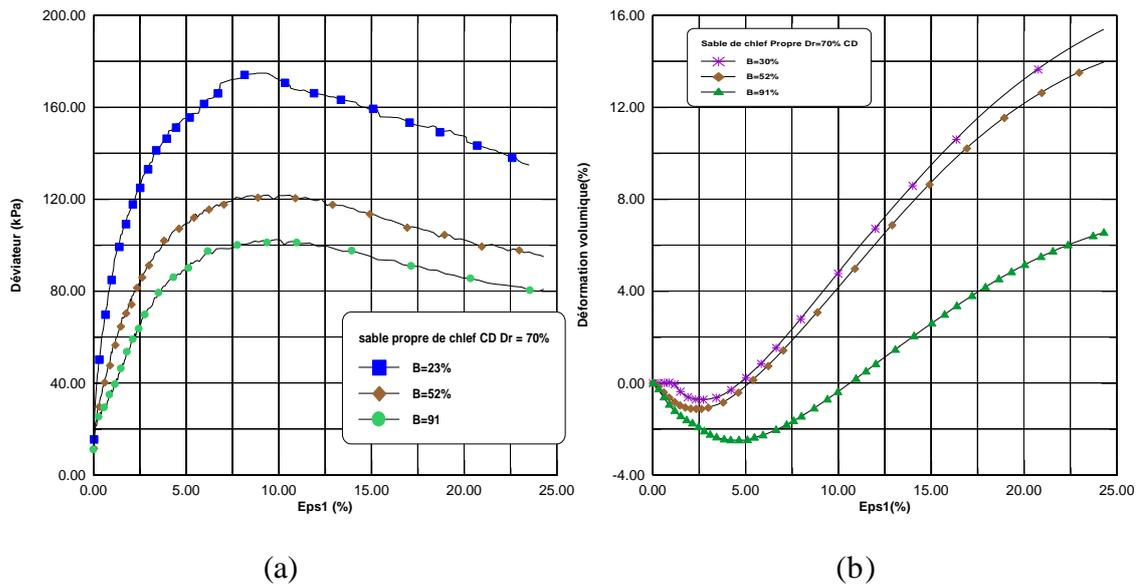 200.00
160.00
120.00
80.00
40.00
0.00
Déviateur (kPa)
0.00 5.00 10.00 15.00 20.00 25.00
Eps1 (%)
sable propre de chlef CD Dr = 70%
B=23%
B=52%
B=91
(a)
16.00
12.00
8.00
4.00
0.00
-4.00
Déformation volumique(%)
0.00 5.00 10.00 15.00 20.00 25.00
Eps1(%)
Sable de chlef Propre Dr=70% CD
B=30%
B=52%
B=91%
(b)